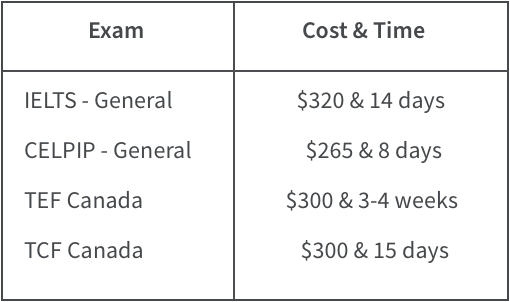 Exam Cost & Time
IELTS - General $320 & 14 days
CELPIP - General $265 & 8 days
TEF Canada $300 & 3-4 weeks
TCF Canada $300 & 15 days